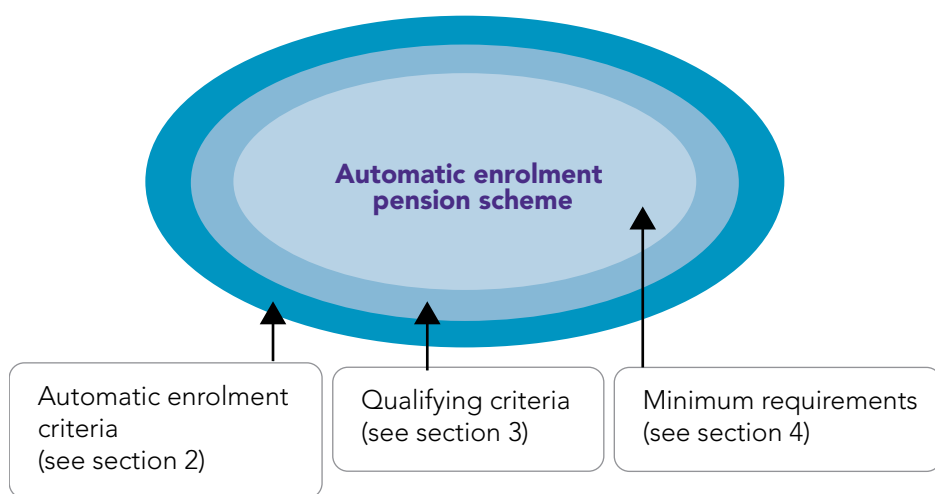 Automatic enrolment
pension scheme
Automatic enrolment
criteria
(see section 2)
Qualifying criteria
(see section 3)
Minimum requirements
(see section 4)